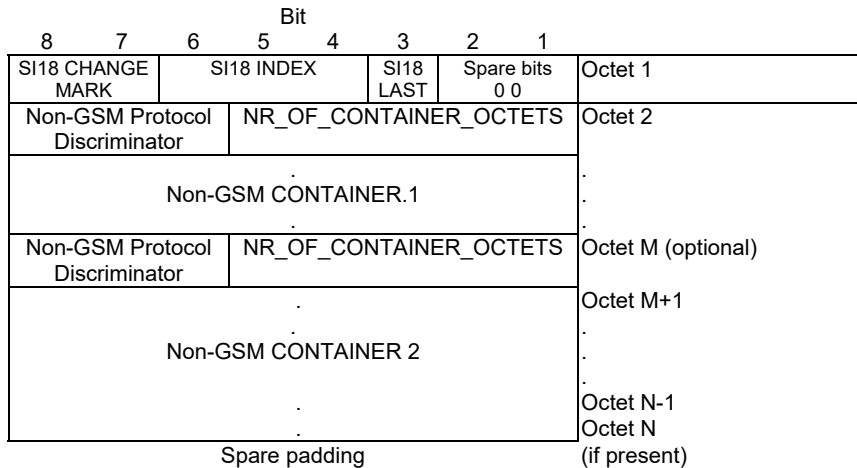 Bit
8 7 6 5 4 3 2 1
SI18 CHANGE SI18 INDEX SI18 Spare bits Octet 1
MARK LAST 0 0
Non-GSM Protocol NR_OF_CONTAINER_OCTETS Octet 2
Discriminator
. .
Non-GSM CONTAINER.1 .
. .
Non-GSM Protocol NR_OF_CONTAINER_OCTETS Octet M (optional)
Discriminator
. Octet M+1
. .
Non-GSM CONTAINER 2 .
.
. Octet N-1
. Octet N
Spare padding (if present)